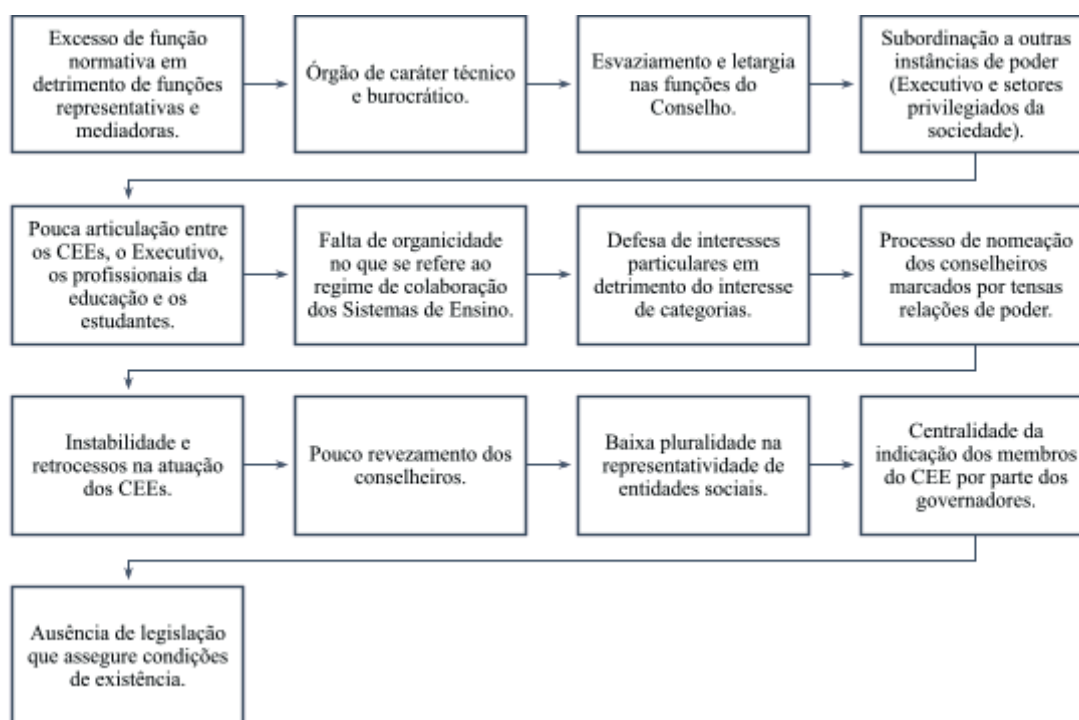 Excesso de função
normativa em
detrimento de funções
representativas e
mediadoras.
Órgão de caráter técnico
e burocrático.
Esvaziamento e letargia
nas funções do
Conselho.
Subordinação a outras
instâncias de poder
(Executivo e setores
privilegiados da
sociedade).
Pouca articulação entre
os CEEs, o Executivo,
os profissionais da
educação e os
estudantes.
Falta de organicidade
no que se refere ao
regime de colaboração
dos Sistemas de Ensino.
Defesa de interesses
particulares em
detrimento do interesse
de categorias.
Processo de nomeação
dos conselheiros
marcados por tensas
relações de poder.
Instabilidade e
retrocessos na atuação
dos CEEs.
Pouco revezamento dos
conselheiros.
Baixa pluralidade na
representatividade de
entidades sociais.
Centralidade da
indicação dos membros
do CEE por parte dos
governadores.
Ausência de legislação
que assegure condições
de existência.